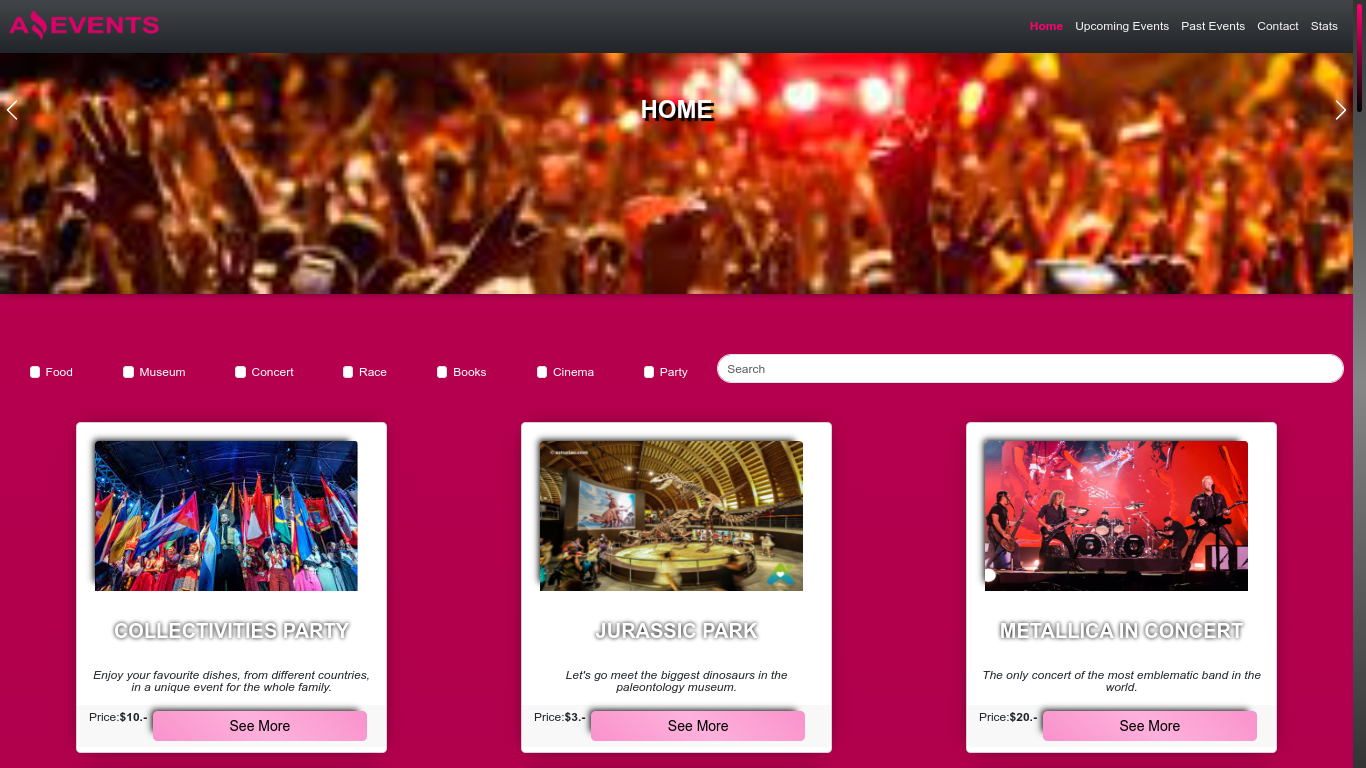 A EVENTS
Home Upcoming Events Past Events Contact Stats
HOME
Food Museum Concert Race Books Cinema Party Search
COLLECTIVITIES PARTY
Enjoy your favourite dishes, from different countries,
in a unique event for the whole family.
Price:$10.- See More
JURASSIC PARK
Let's go meet the biggest dinosaurs in the
paleontology museum.
Price:$3.- See More
METALLICA IN CONCERT
The only concert of the most emblematic band in the
world.
Price:$20.- See More